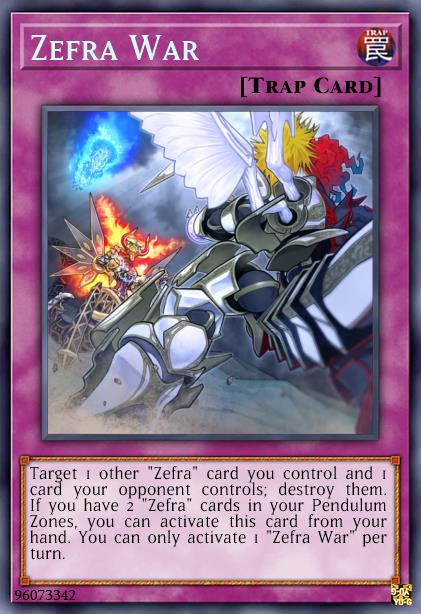 Zefra War
TRAP
罠
[Trap Card]
Target 1 other "Zefra" card you control and 1
card your opponent controls; destroy them.
If you have 2 "Zefra" cards in your Pendulum
Zones, you can activate this card from your
hand. You can only activate 1 "Zefra War" per
turn.
96073342